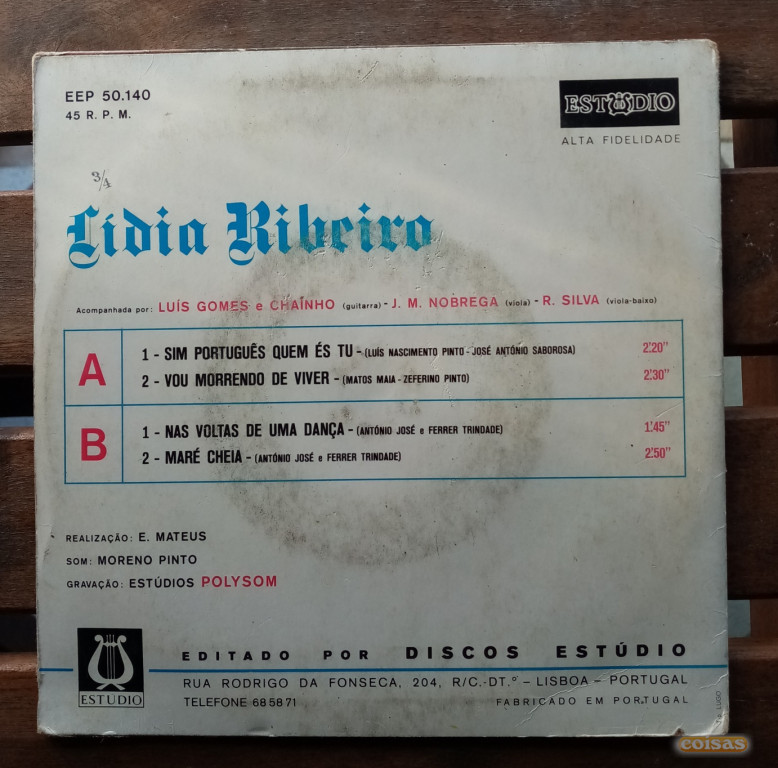 EEP 50.140
45 R. P. M.
ESTÚDIO
ALTA FIDELIDADE
3/4
Lídia Ribeiro
Acompanhada por: LUÍS GOMES e CHAÍNHO (guitarra) - J. M. NOBREGA (viola) - R. SILVA (viola-baixo)
A
1 - SIM PORTUGUÊS QUEM ÉS TU - (LUÍS NASCIMENTO PINTO - JOSÉ ANTÓNIO SABOROSA) 2'20"
2 - VOU MORRENDO DE VIVER - (MATOS MAIA - ZEFERINO PINTO) 2'30"
B
1 - NAS VOLTAS DE UMA DANÇA - (ANTÓNIO JOSÉ e FERRER TRINDADE) 1'45"
2 - MARÉ CHEIA - (ANTÓNIO JOSÉ e FERRER TRINDADE) 2'50"
REALIZAÇÃO: E. MATEUS
SOM: MORENO PINTO
GRAVAÇÃO: ESTÚDIOS POLYSOM
ESTÚDIO
EDITADO POR DISCOS ESTÚDIO
RUA RODRIGO DA FONSECA, 204, R/C.-DT.º - LISBOA - PORTUGAL
TELEFONE 68 58 71 FABRICADO EM PORTUGAL
LUGO
coisas